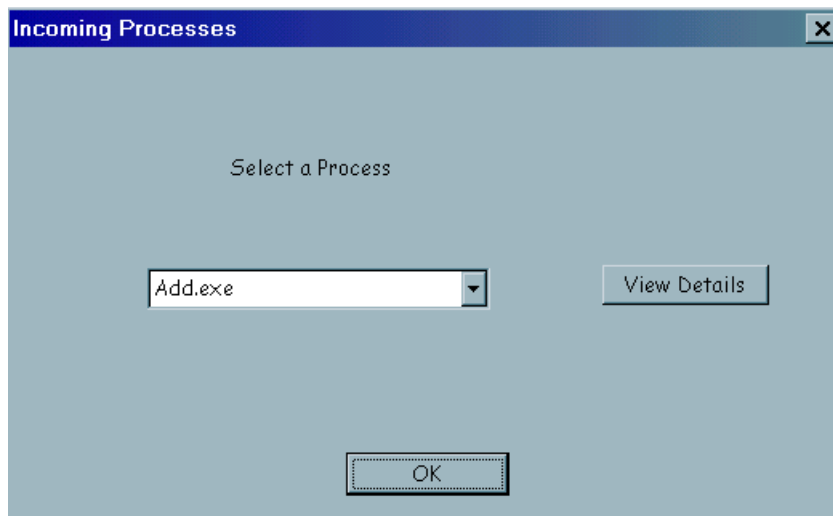 Incoming Processes
Select a Process
Add.exe
View Details
OK